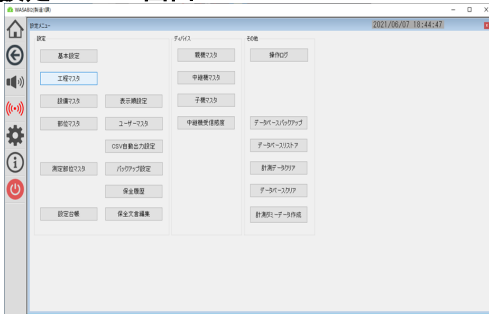 WASABI(製造1課)
設定メニュー
2021/06/07 18:44:47
設定
デバイス
その他
基本設定
親機マスタ
操作ログ
工程マスタ
中継機マスタ
設備マスタ
表示順設定
子機マスタ
部位マスタ
ユーザーマスタ
中継機受信感度
データベースバックアップ
CSV自動出力設定
データベースリストア
測定部位マスタ
バックアップ設定
計測データクリア
保全履歴
データベースクリア
設定台帳
保全文言編集
計測ダミーデータ作成